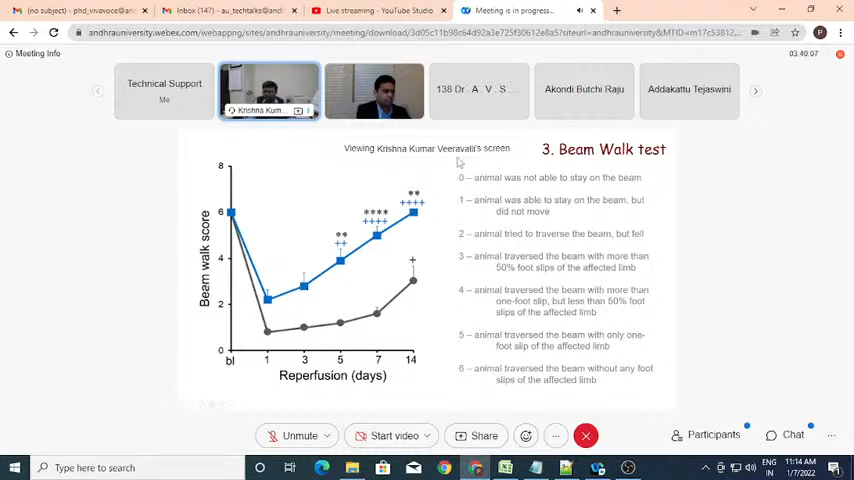 (no subject) - phd_vivavoce@an
Inbox (147) - au_techtalks@andh
Live streaming - YouTube Studio
Meeting is in progress...
andhrauniversity.webex.com/webappng/sites/andhrauniversity/meeting/download/3d05c11b98c64d92a3e725f30612e8a5?siteurl=andhrauniversity&MTID=m17c53812...
Meeting Info
03:40:07
Technical Support
Me
Krishna Kum...
138 Dr . A . V . S ....
Akondi Butchi Raju
Addakattu Tejaswini
Viewing Krishna Kumar Veeravalli's screen
3. Beam Walk test
0 – animal was not able to stay on the beam
1 – animal was able to stay on the beam, but
did not move
2 – animal tried to traverse the beam, but fell
3 – animal traversed the beam with more than
50% foot slips of the affected limb
4 – animal traversed the beam with more than
one-foot slip, but less than 50% foot
slips of the affected limb
5 – animal traversed the beam with only one-
foot slip of the affected limb
6 – animal traversed the beam without any foot
slips of the affected limb
8
6
4
2
0
Beam walk score
** **** **
++ ++++ ++++
+
bl 1 3 5 7 14
Reperfusion (days)
Unmute
Start video
Share
Participants
Chat
Type here to search
ENG
IN
11:14 AM
1/7/2022